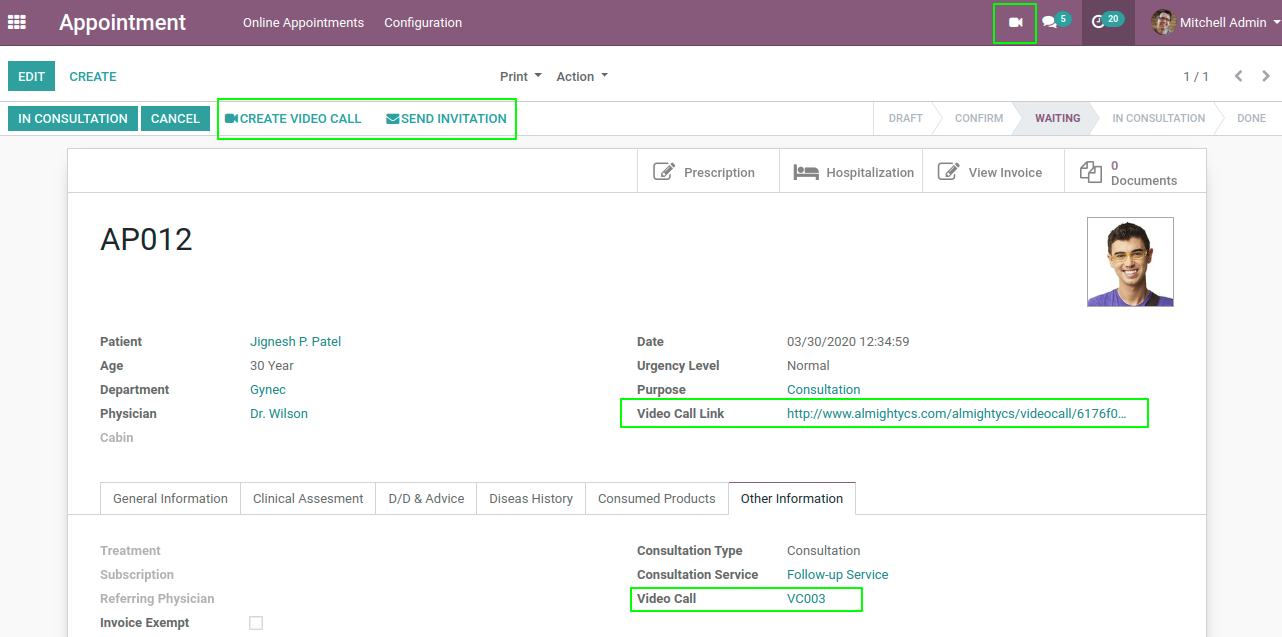 Appointment Online Appointments Configuration 5 20 Mitchell Admin
EDIT CREATE Print Action 1 / 1
IN CONSULTATION CANCEL CREATE VIDEO CALL SEND INVITATION DRAFT CONFIRM WAITING IN CONSULTATION DONE
Prescription Hospitalization View Invoice 0 Documents
AP012
Patient Jignesh P. Patel Date 03/30/2020 12:34:59
Age 30 Year Urgency Level Normal
Department Gynec Purpose Consultation
Physician Dr. Wilson Video Call Link http://www.almightycs.com/almightycs/videocall/6176f0...
Cabin
General Information Clinical Assesment D/D & Advice Diseas History Consumed Products Other Information
Treatment Consultation Type Consultation
Subscription Consultation Service Follow-up Service
Referring Physician Video Call VC003
Invoice Exempt